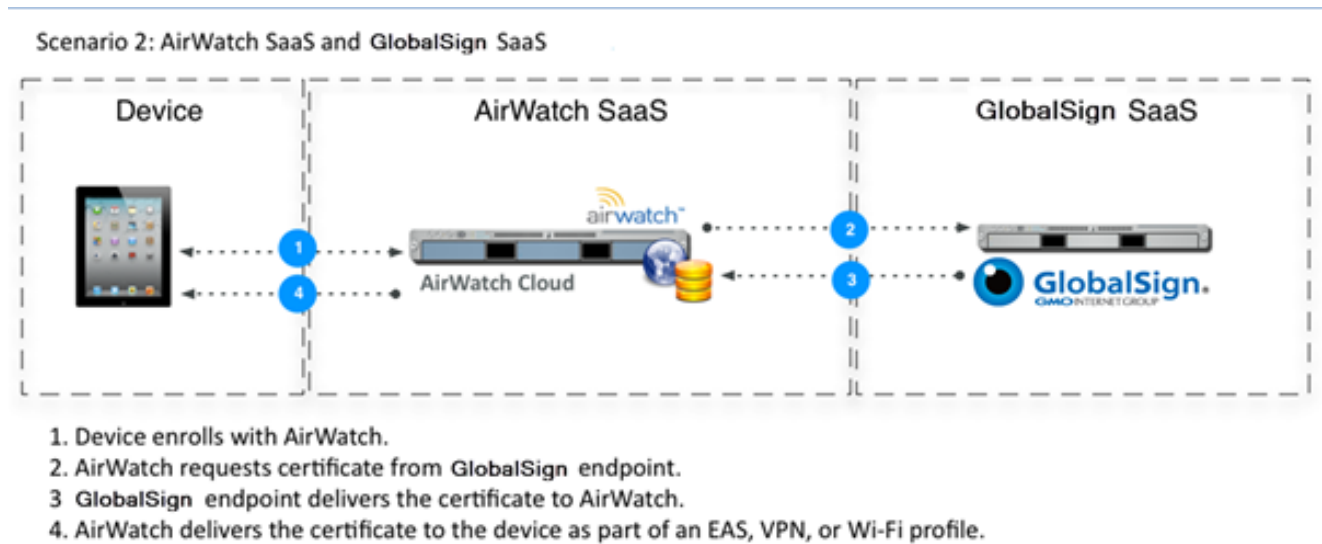 Scenario 2: AirWatch SaaS and GlobalSign SaaS
Device
AirWatch SaaS
GlobalSign SaaS
airwatch™
1
2
AirWatch Cloud
4
3
GlobalSign.
GMO INTERNET GROUP
1. Device enrolls with AirWatch.
2. AirWatch requests certificate from GlobalSign endpoint.
3 GlobalSign endpoint delivers the certificate to AirWatch.
4. AirWatch delivers the certificate to the device as part of an EAS, VPN, or Wi-Fi profile.